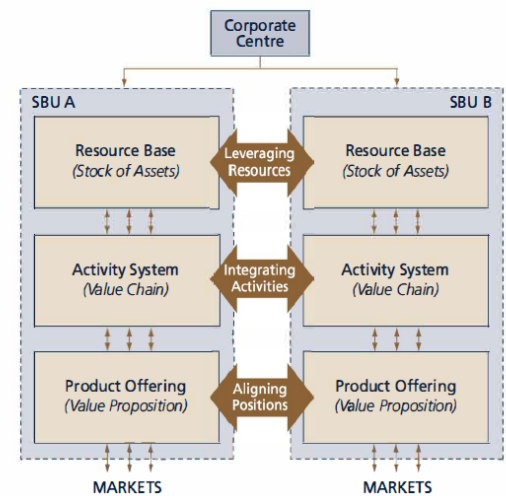 Corporate
Centre
SBU A
SBU B
Resource Base
(Stock of Assets)
Leveraging
Resources
Resource Base
(Stock of Assets)
Activity System
(Value Chain)
Integrating
Activities
Activity System
(Value Chain)
Product Offering
(Value Proposition)
Aligning
Positions
Product Offering
(Value Proposition)
MARKETS
MARKETS